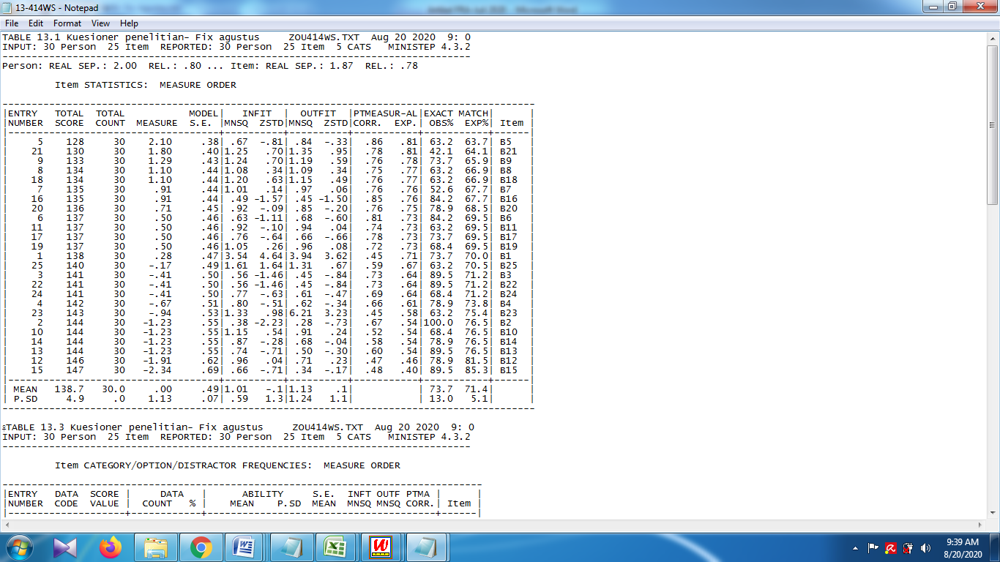 13-414WS - Notepad
File Edit Format View Help
TABLE 13.1 Kuesioner penelitian- Fix agustus ZOU414WS.TXT Aug 20 2020 9: 0
INPUT: 30 Person 25 Item REPORTED: 30 Person 25 Item 5 CATS MINISTEP 4.3.2
--------------------------------------------------------------------------------
Person: REAL SEP.: 2.00 REL.: .80 ... Item: REAL SEP.: 1.87 REL.: .78
Item STATISTICS: MEASURE ORDER
-------------------------------------------------------------------------------------------
|ENTRY TOTAL TOTAL MODEL| INFIT | OUTFIT |PTMEASUR-AL|EXACT MATCH| |
|NUMBER SCORE COUNT MEASURE S.E. |MNSQ ZSTD|MNSQ ZSTD|CORR. EXP.| OBS% EXP%| Item |
|------------------------------------+----------+----------+-----------+-----------+------|
| 5 128 30 2.10 .38| .67 -.81| .84 -.33| .86 .81| 63.2 63.7| B5 |
| 21 130 30 1.80 .40|1.25 .70|1.35 .95| .78 .81| 42.1 64.1| B21 |
| 9 133 30 1.29 .43|1.24 .70|1.19 .59| .76 .78| 73.7 65.9| B9 |
| 8 134 30 1.10 .44|1.08 .34|1.09 .34| .75 .77| 63.2 66.9| B8 |
| 18 134 30 1.10 .44|1.20 .63|1.15 .49| .76 .77| 63.2 66.9| B18 |
| 7 135 30 .91 .44|1.01 .14| .97 .06| .76 .76| 52.6 67.7| B7 |
| 16 135 30 .91 .44| .49 -1.57| .45 -1.50| .85 .76| 84.2 67.7| B16 |
| 20 136 30 .71 .45| .92 -.09| .85 -.20| .76 .75| 78.9 68.5| B20 |
| 6 137 30 .50 .46| .63 -1.11| .68 -.60| .81 .73| 84.2 69.5| B6 |
| 11 137 30 .50 .46| .92 -.10| .94 .04| .74 .73| 63.2 69.5| B11 |
| 17 137 30 .50 .46| .76 -.64| .66 -.66| .78 .73| 73.7 69.5| B17 |
| 19 137 30 .50 .46|1.05 .26| .96 .08| .72 .73| 68.4 69.5| B19 |
| 1 138 30 .28 .47|3.54 4.64|3.94 3.62| .45 .71| 73.7 70.0| B1 |
| 25 140 30 -.17 .49|1.61 1.64|1.31 .67| .59 .67| 63.2 70.5| B25 |
| 3 141 30 -.41 .50| .56 -1.46| .45 -.84| .73 .64| 89.5 71.2| B3 |
| 22 141 30 -.41 .50| .56 -1.46| .45 -.84| .73 .64| 89.5 71.2| B22 |
| 24 141 30 -.41 .50| .77 -.63| .61 -.47| .69 .64| 68.4 71.2| B24 |
| 4 142 30 -.67 .51| .80 -.51| .62 -.34| .66 .61| 78.9 73.8| B4 |
| 23 143 30 -.94 .53|1.33 .98|6.21 3.23| .45 .58| 63.2 75.4| B23 |
| 2 144 30 -1.23 .55| .38 -2.23| .28 -.73| .67 .54|100.0 76.5| B2 |
| 10 144 30 -1.23 .55|1.15 .54| .91 .24| .52 .54| 68.4 76.5| B10 |
| 14 144 30 -1.23 .55| .87 -.28| .68 -.04| .58 .54| 78.9 76.5| B14 |
| 13 144 30 -1.23 .55| .74 -.71| .50 -.30| .60 .54| 89.5 76.5| B13 |
| 12 146 30 -1.91 .62| .96 .04| .71 .23| .47 .46| 78.9 81.5| B12 |
| 15 147 30 -2.34 .69| .66 -.71| .34 -.17| .48 .40| 89.5 85.3| B15 |
|------------------------------------+----------+----------+-----------+-----------+------|
| MEAN 138.7 30.0 .00 .49|1.01 -.1|1.13 .1| | 73.7 71.4| |
| P.SD 4.9 .0 1.13 .07| .59 1.3|1.24 1.1| | 13.0 5.1| |
-------------------------------------------------------------------------------------------
TABLE 13.3 Kuesioner penelitian- Fix agustus ZOU414WS.TXT Aug 20 2020 9: 0
INPUT: 30 Person 25 Item REPORTED: 30 Person 25 Item 5 CATS MINISTEP 4.3.2
--------------------------------------------------------------------------------
Item CATEGORY/OPTION/DISTRACTOR FREQUENCIES: MEASURE ORDER
----------------------------------------------------------------------------------
|ENTRY DATA SCORE | DATA | ABILITY S.E. INFT OUTF PTMA | |
|NUMBER CODE VALUE | COUNT % | MEAN P.SD MEAN MNSQ MNSQ CORR.| Item |
|--------------------+------------+---------------------------------------+------|
9:39 AM
8/20/2020